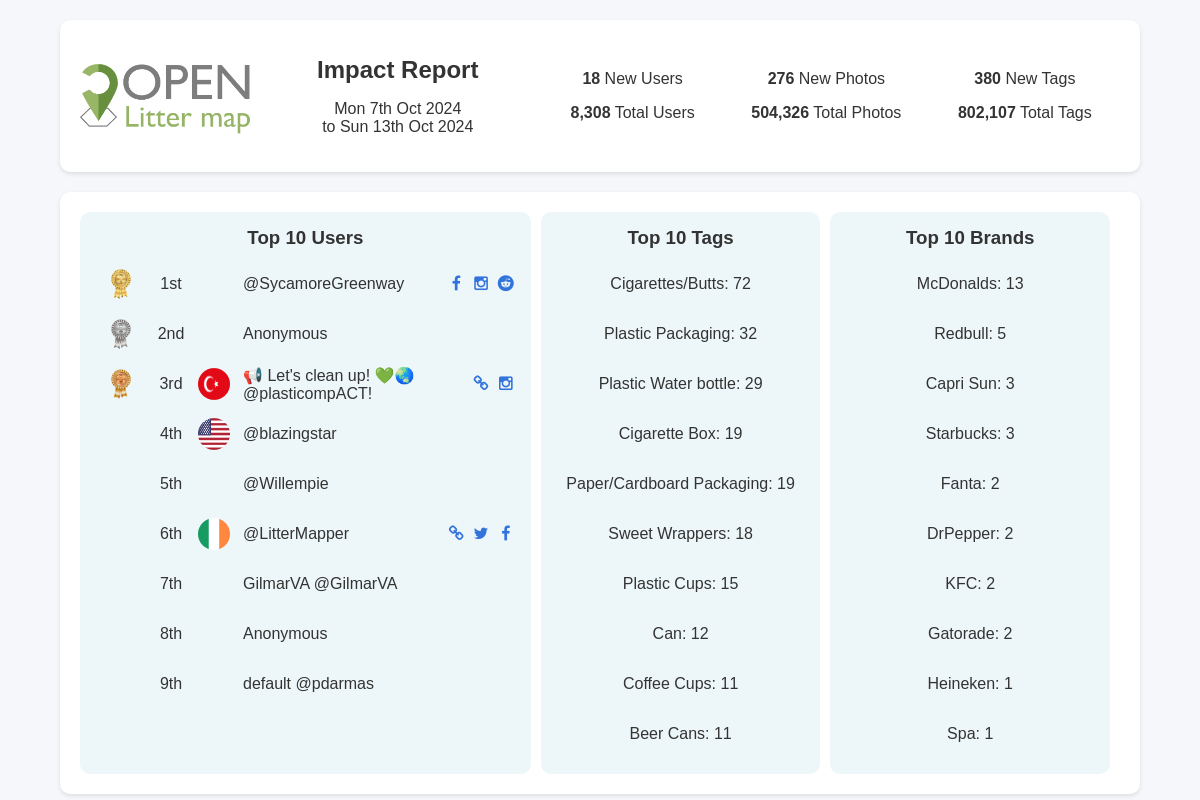 OPEN
Litter map
Impact Report
Mon 7th Oct 2024
to Sun 13th Oct 2024
18 New Users
276 New Photos
380 New Tags
8,308 Total Users
504,326 Total Photos
802,107 Total Tags
Top 10 Users
1st @SycamoreGreenway
2nd Anonymous
3rd 📢 Let's clean up! 💚🌏
@plasticompACT!
4th @blazingstar
5th @Willempie
6th @LitterMapper
7th GilmarVA @GilmarVA
8th Anonymous
9th default @pdarmas
Top 10 Tags
Cigarettes/Butts: 72
Plastic Packaging: 32
Plastic Water bottle: 29
Cigarette Box: 19
Paper/Cardboard Packaging: 19
Sweet Wrappers: 18
Plastic Cups: 15
Can: 12
Coffee Cups: 11
Beer Cans: 11
Top 10 Brands
McDonalds: 13
Redbull: 5
Capri Sun: 3
Starbucks: 3
Fanta: 2
DrPepper: 2
KFC: 2
Gatorade: 2
Heineken: 1
Spa: 1